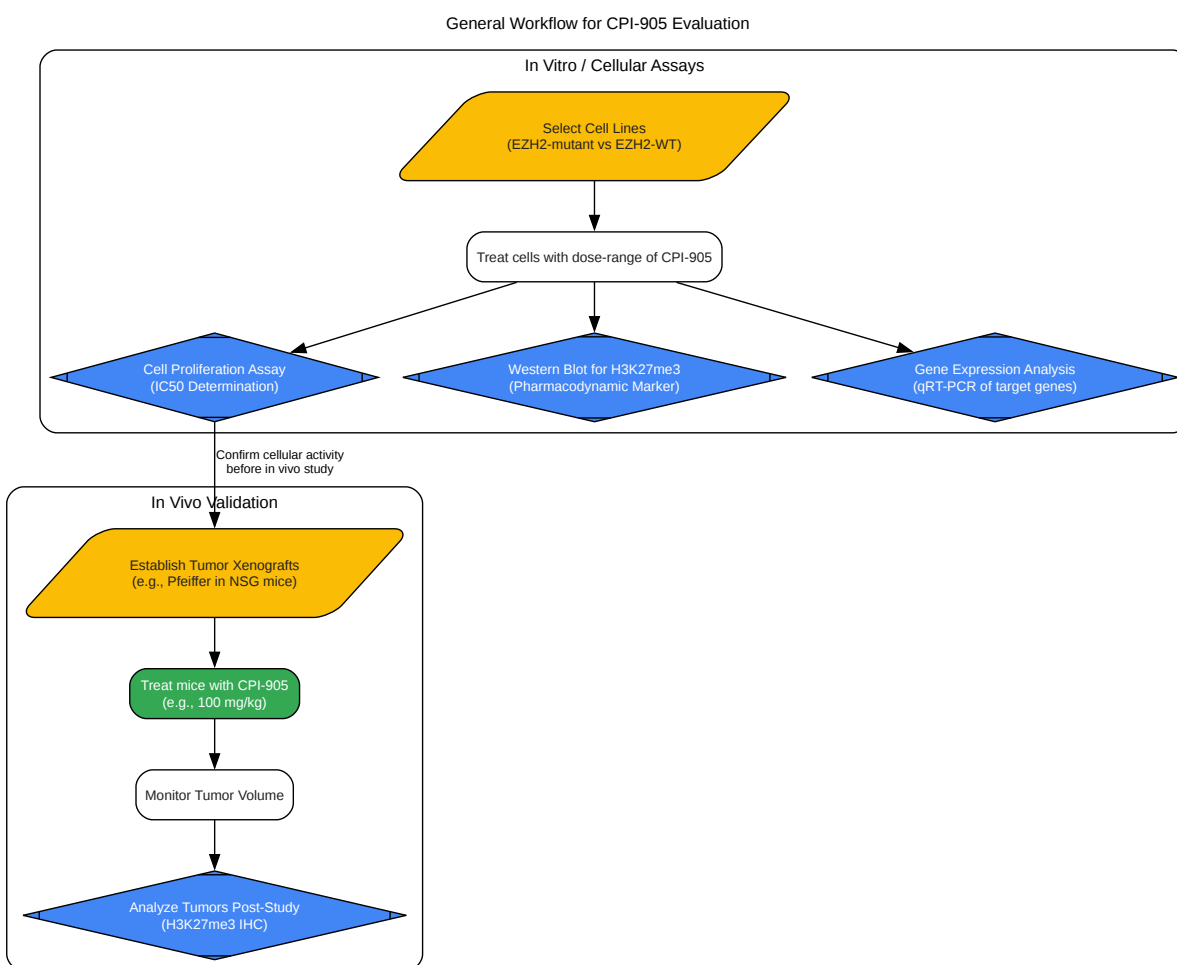 General Workflow for CPI-905 Evaluation
In Vitro / Cellular Assays
Select Cell Lines
(EZH2-mutant vs EZH2-WT)
Treat cells with dose-range of CPI-905
Cell Proliferation Assay
(IC50 Determination)
Western Blot for H3K27me3
(Pharmacodynamic Marker)
Gene Expression Analysis
(qRT-PCR of target genes)
Confirm cellular activity
before in vivo study
In Vivo Validation
Establish Tumor Xenografts
(e.g., Pfeiffer in NSG mice)
Treat mice with CPI-905
(e.g., 100 mg/kg)
Monitor Tumor Volume
Analyze Tumors Post-Study
(H3K27me3 IHC)